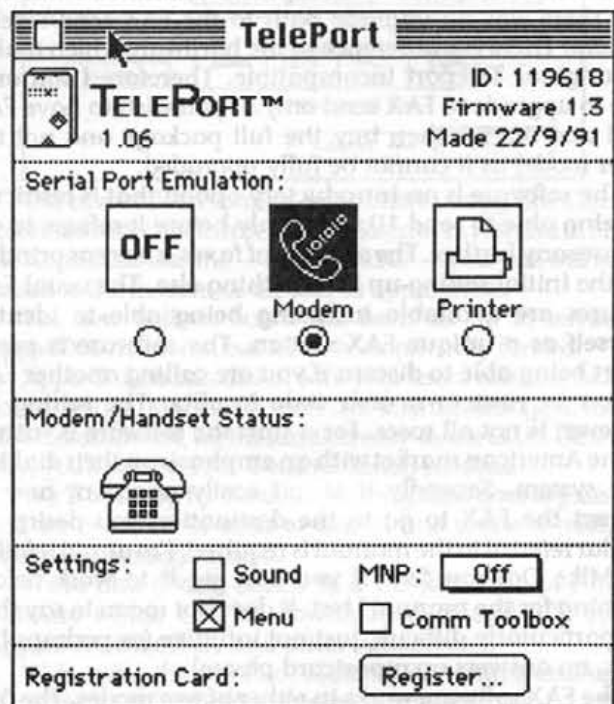 TelePort
TELEPORT™
1.06
ID: 119618
Firmware 1.3
Made 22/9/91
Serial Port Emulation
OFF
Modem
Printer
Modem/Handset Status:
Settings:
Sound
MNP:
Off
Menu
Comm Toolbox
Registration Card:
Register...